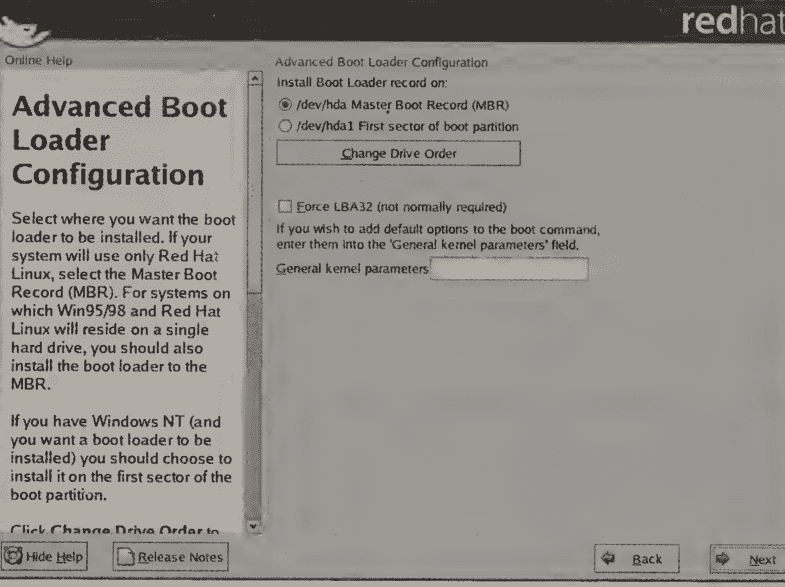 redhat
Online Help
Advanced Boot
Loader
Configuration
Select where you want the boot
loader to be installed. If your
system will use only Red Hat
Linux, select the Master Boot
Record (MBR). For systems on
which Win95/98 and Red Hat
Linux will reside on a single
hard drive, you should also
install the boot loader to the
MBR.
If you have Windows NT (and
you want a boot loader to be
installed) you should choose to
install it on the first sector of the
boot partition.
Click Change Drive Order to
Hide Help
Release Notes
Advanced Boot Loader Configuration
Install Boot Loader record on:
/dev/hda Master Boot Record (MBR)
/dev/hda1 First sector of boot partition
Change Drive Order
Force LBA32 (not normally required)
If you wish to add default options to the boot command,
enter them into the 'General kernel parameters' field.
General kernel parameters
Back
Next